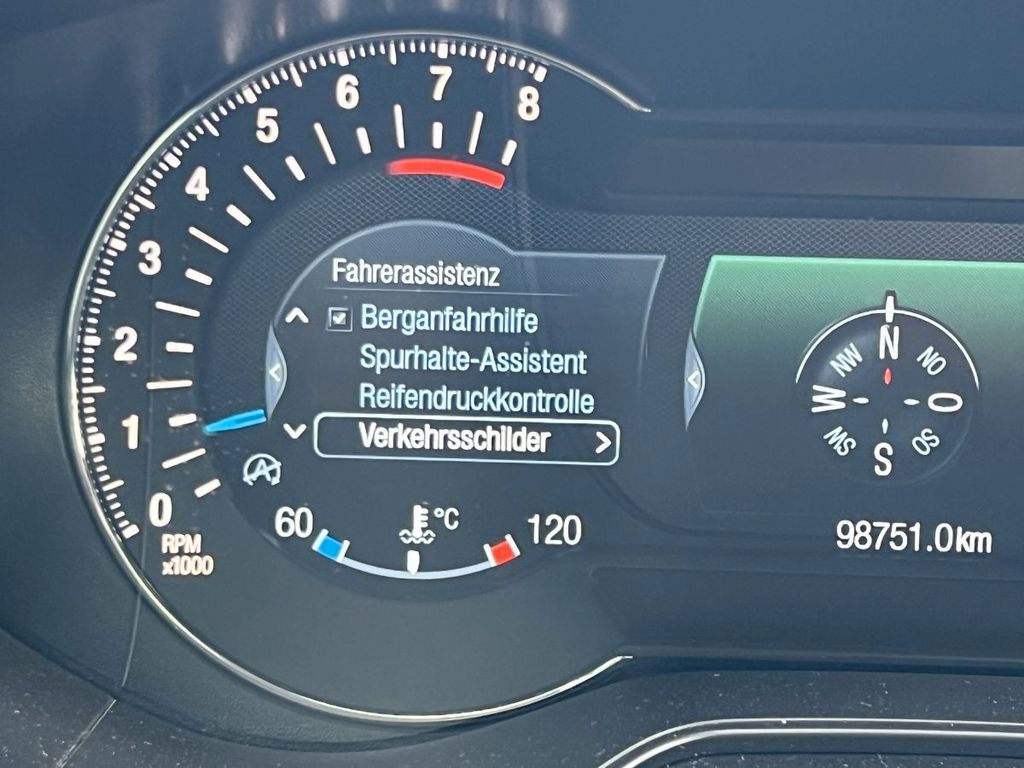 8
7
6
5
4
3
2
1
0
RPM
x1000
Fahrerassistenz
Berganfahrhilfe
Spurhalte-Assistent
Reifendruckkontrolle
Verkehrsschilder
A
60
°C
120
N
NW
NO
W
O
SW
SO
S
98751.0km